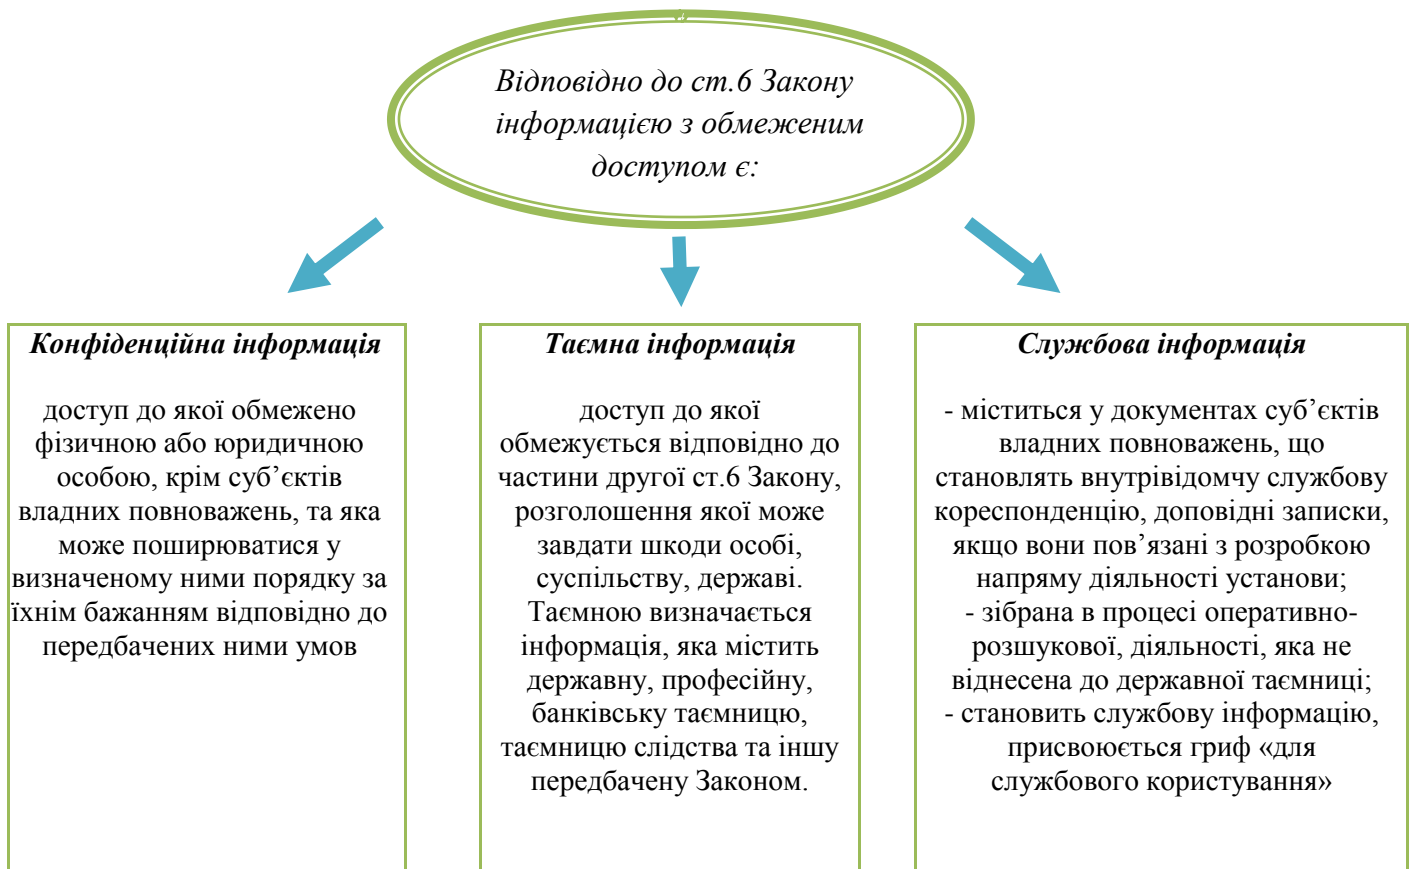 Відповідно до ст.6 Закону
інформацією з обмеженим
доступом є:
Конфіденційна інформація
доступ до якої обмежено
фізичною або юридичною
особою, крім суб’єктів
владних повноважень, та яка
може поширюватися у
визначеному ними порядку за
їхнім бажанням відповідно до
передбачених ними умов
Таємна інформація
доступ до якої
обмежується відповідно до
частини другої ст.6 Закону,
розголошення якої може
завдати шкоди особі,
суспільству, державі.
Таємною визначається
інформація, яка містить
державну, професійну,
банківську таємницю,
таємницю слідства та іншу
передбачену Законом.
Службова інформація
- міститься у документах суб’єктів
владних повноважень, що
становлять внутрівідомчу службову
кореспонденцію, доповідні записки,
якщо вони пов’язані з розробкою
напряму діяльності установи;
- зібрана в процесі оперативно-
розшукової, діяльності, яка не
віднесена до державної таємниці;
- становить службову інформацію,
присвоюється гриф «для
службового користування»